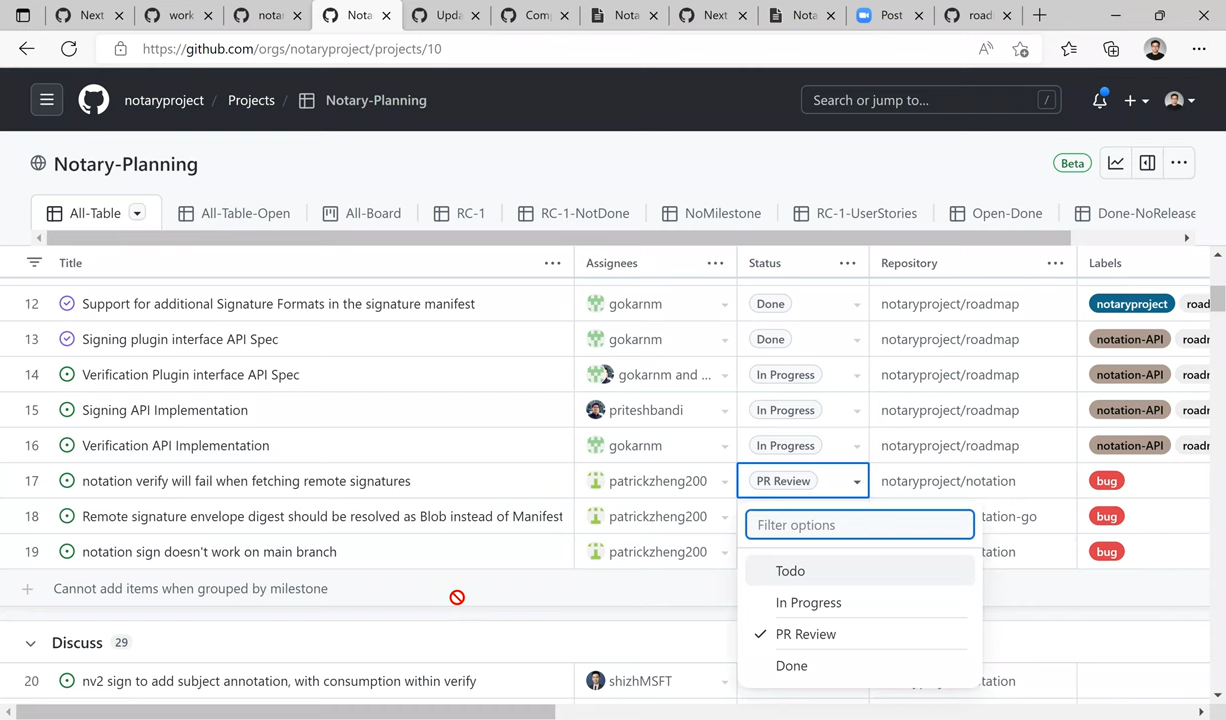 Next
work
notar
Nota
Upda
Comp
Nota
Next
Nota
Post
road
https://github.com/orgs/notaryproject/projects/10
notaryproject / Projects / Notary-Planning
Search or jump to... /
Notary-Planning
Beta
All-Table All-Table-Open All-Board RC-1 RC-1-NotDone NoMilestone RC-1-UserStories Open-Done Done-NoRelease
Title Assignees Status Repository Labels
12 Support for additional Signature Formats in the signature manifest gokarnm Done notaryproject/roadmap notaryproject road
13 Signing plugin interface API Spec gokarnm Done notaryproject/roadmap notation-API roadr
14 Verification Plugin interface API Spec gokarnm and ... In Progress notaryproject/roadmap notation-API roadr
15 Signing API Implementation priteshbandi In Progress notaryproject/roadmap notation-API roadr
16 Verification API Implementation gokarnm In Progress notaryproject/roadmap notation-API roadr
17 notation verify will fail when fetching remote signatures patrickzheng200 PR Review notaryproject/notation bug
18 Remote signature envelope digest should be resolved as Blob instead of Manifest patrickzheng200 tation-go bug
19 notation sign doesn't work on main branch patrickzheng200 tation bug
Cannot add items when grouped by milestone
Filter options
Todo
In Progress
PR Review
Done
Discuss 29
20 nv2 sign to add subject annotation, with consumption within verify shizhMSFT tation